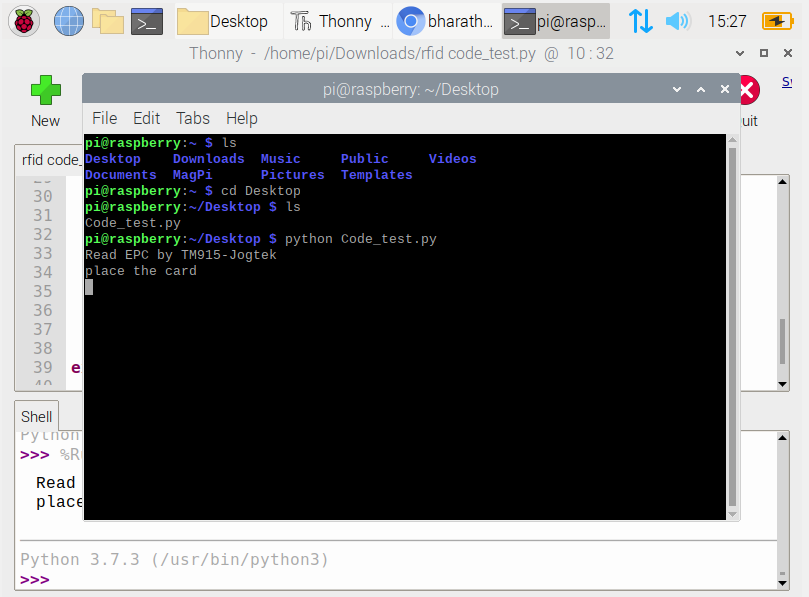 Desktop
Thonny ...
bharath...
pi@rasp...
15:27
Thonny - /home/pi/Downloads/rfid code_test.py @ 10:32
New
uit
pi@raspberry: ~/Desktop
File Edit Tabs Help
pi@raspberry:~ $ ls
Desktop Downloads Music Public Videos
Documents MagPi Pictures Templates
pi@raspberry:~ $ cd Desktop
pi@raspberry:~/Desktop $ ls
Code_test.py
pi@raspberry:~/Desktop $ python Code_test.py
Read EPC by TM915-Jogtek
place the card
rfid code_
30
31
32
33
34
35
36
37
38
39 e
Shell
Python
>>> %R
Read
place
Python 3.7.3 (/usr/bin/python3)
>>>